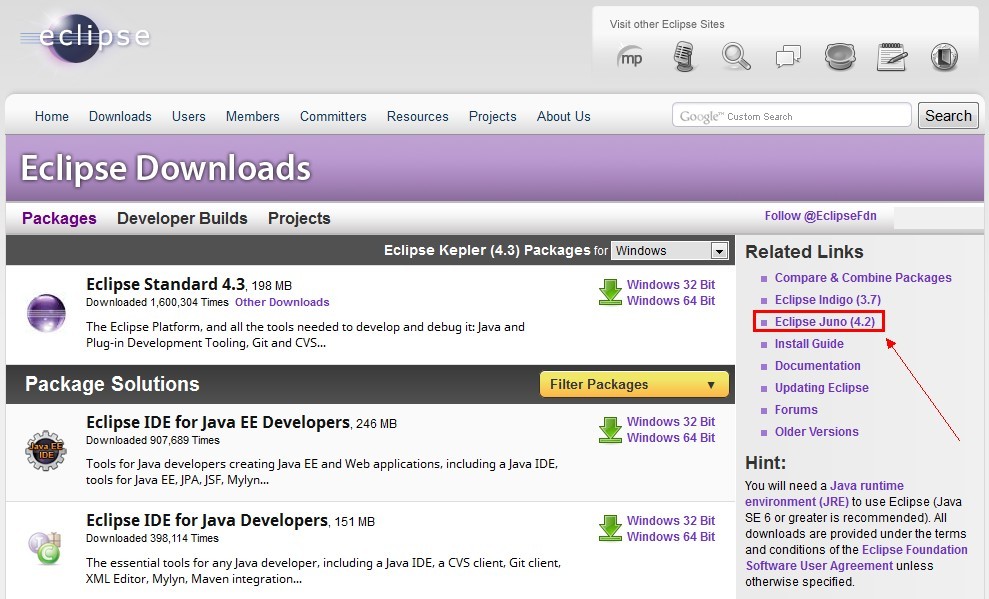 eclipse
Visit other Eclipse Sites
mp
Home Downloads Users Members Committers Resources Projects About Us
Google™ Custom Search
Search
Eclipse Downloads
Packages Developer Builds Projects
Follow @EclipseFdn
Eclipse Kepler (4.3) Packages for Windows
Eclipse Standard 4.3, 198 MB
Downloaded 1,600,304 Times Other Downloads
The Eclipse Platform, and all the tools needed to develop and debug it: Java and
Plug-in Development Tooling, Git and CVS...
Windows 32 Bit
Windows 64 Bit
Package Solutions
Filter Packages
Java EE
IDE
Eclipse IDE for Java EE Developers, 246 MB
Downloaded 907,689 Times
Tools for Java developers creating Java EE and Web applications, including a Java IDE,
tools for Java EE, JPA, JSF, Mylyn...
Windows 32 Bit
Windows 64 Bit
C
Eclipse IDE for Java Developers, 151 MB
Downloaded 398,114 Times
The essential tools for any Java developer, including a Java IDE, a CVS client, Git client,
XML Editor, Mylyn, Maven integration...
Windows 32 Bit
Windows 64 Bit
Related Links
Compare & Combine Packages
Eclipse Indigo (3.7)
Eclipse Juno (4.2)
Install Guide
Documentation
Updating Eclipse
Forums
Older Versions
Hint:
You will need a Java runtime
environment (JRE) to use Eclipse (Java
SE 6 or greater is recommended). All
downloads are provided under the terms
and conditions of the Eclipse Foundation
Software User Agreement unless
otherwise specified.